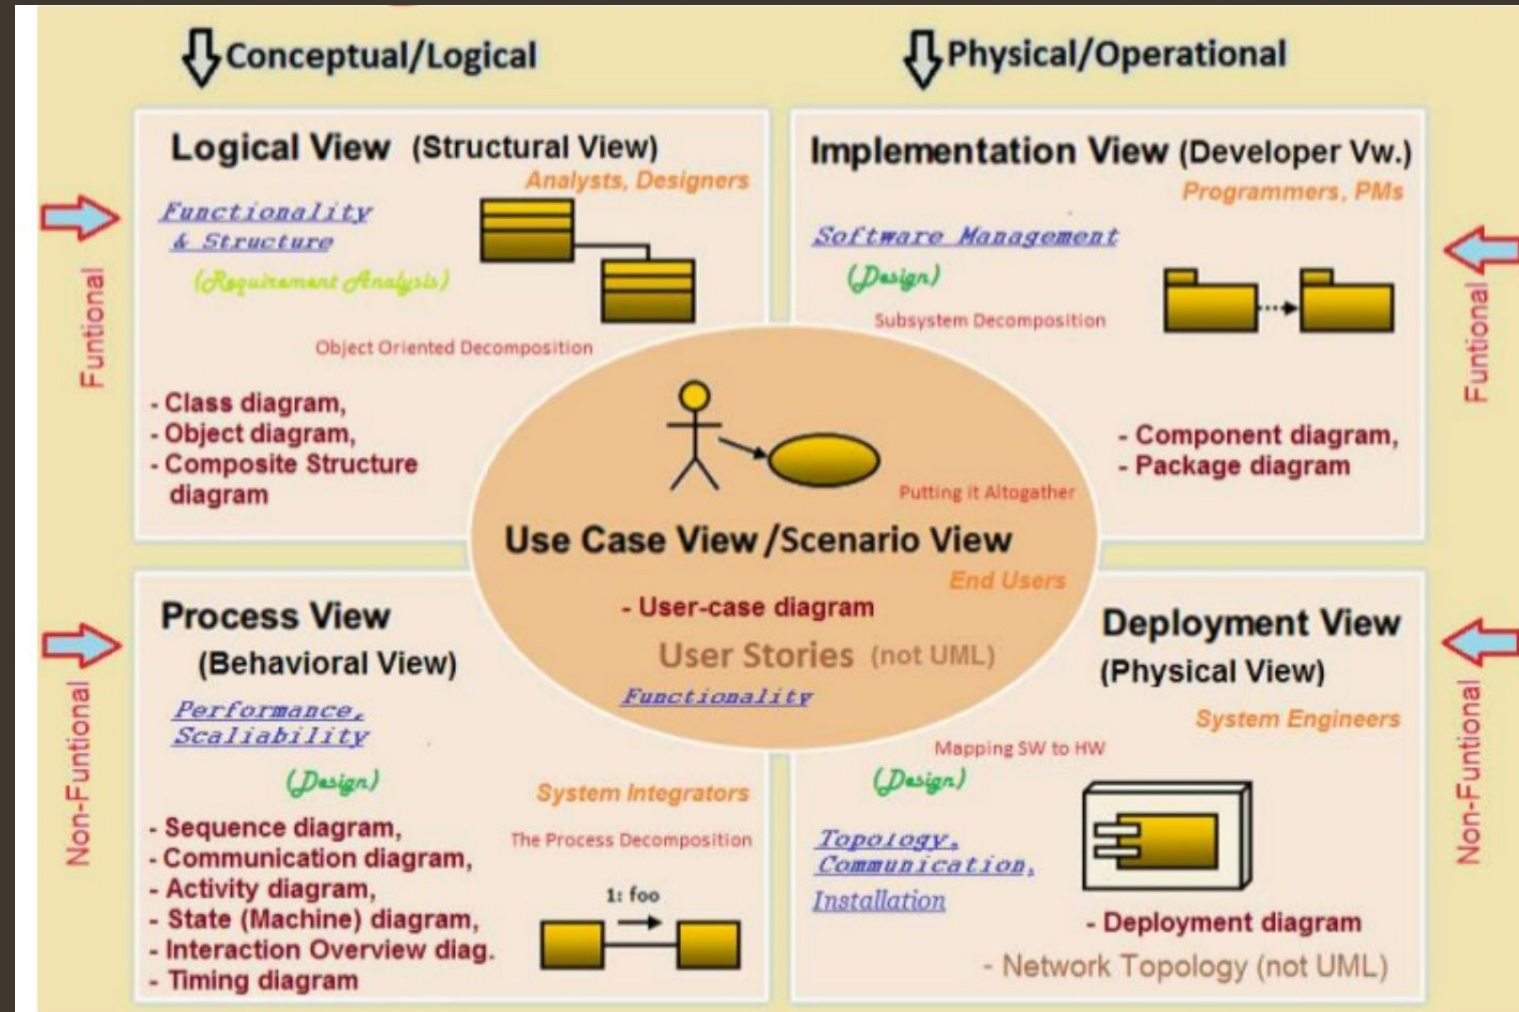 Conceptual/Logical
Physical/Operational
Logical View (Structural View)
Analysts, Designers
Functionality
& Structure
(Requirement Analysis)
Object Oriented Decomposition
- Class diagram,
- Object diagram,
- Composite Structure
diagram
Funtional
Implementation View (Developer Vw.)
Programmers, PMs
Software Management
(Design)
Subsystem Decomposition
- Component diagram,
- Package diagram
Funtional
Putting it Altogather
Use Case View /Scenario View
End Users
- User-case diagram
User Stories (not UML)
Functionality
Process View
(Behavioral View)
Performance,
Scaliability
(Design)
System Integrators
The Process Decomposition
- Sequence diagram,
- Communication diagram,
- Activity diagram,
- State (Machine) diagram,
- Interaction Overview diag.
- Timing diagram
1: foo
Non-Funtional
Deployment View
(Physical View)
System Engineers
Mapping SW to HW
(Design)
Topology,
Communication,
Installation
- Deployment diagram
- Network Topology (not UML)
Non-Funtional